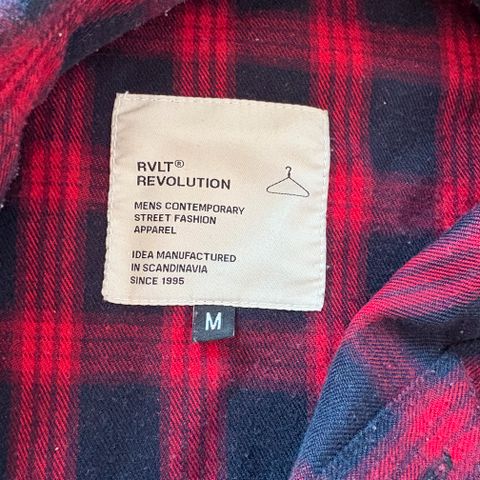 RVLT®
REVOLUTION
MENS CONTEMPORARY
STREET FASHION
APPAREL
IDEA MANUFACTURED
IN SCANDINAVIA
SINCE 1995
M